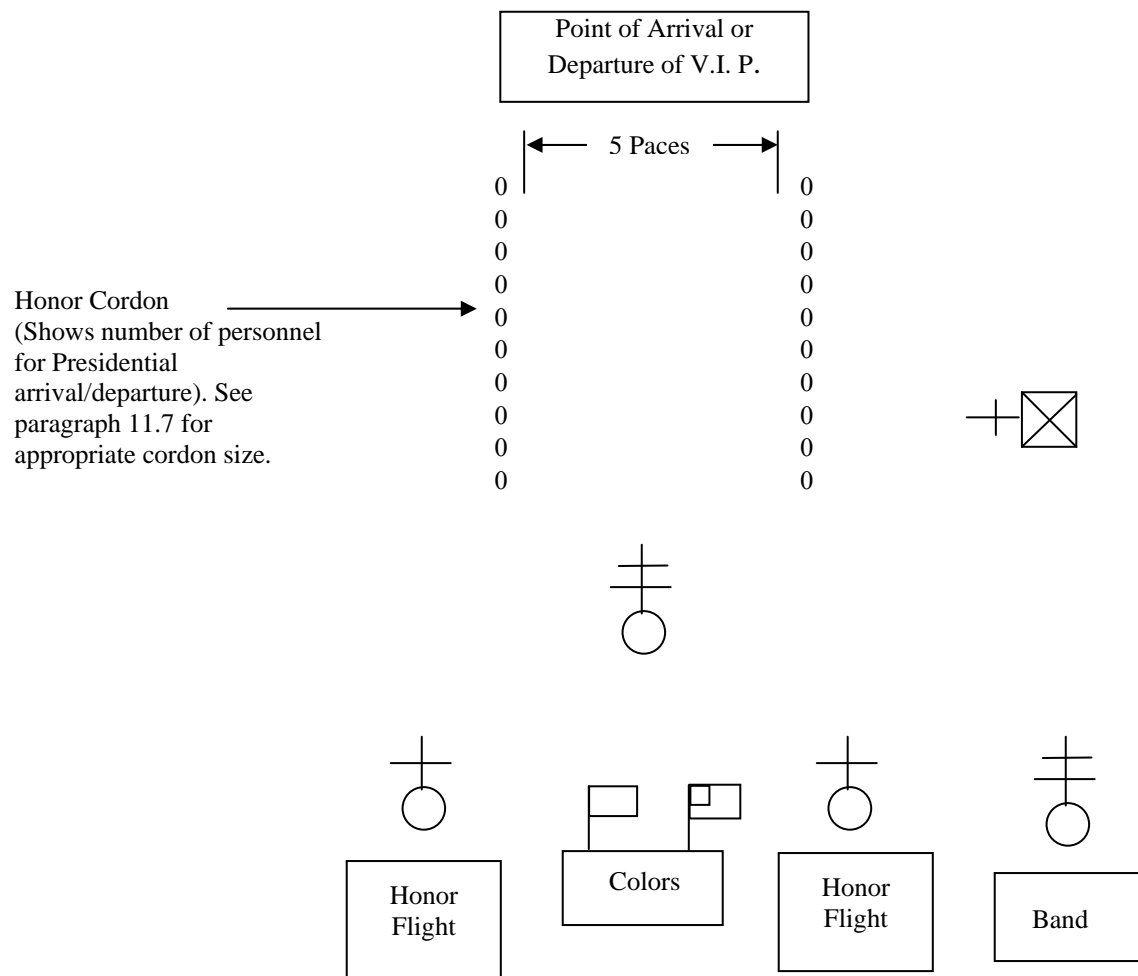 Point of Arrival or
Departure of V.I. P.
5 Paces
0 0
0 0
0 0
0 0
0 0
0 0
0 0
0 0
0 0
0 0
Honor Cordon
(Shows number of personnel
for Presidential
arrival/departure). See
paragraph 11.7 for
appropriate cordon size.
Honor
Flight
Colors
Honor
Flight
Band